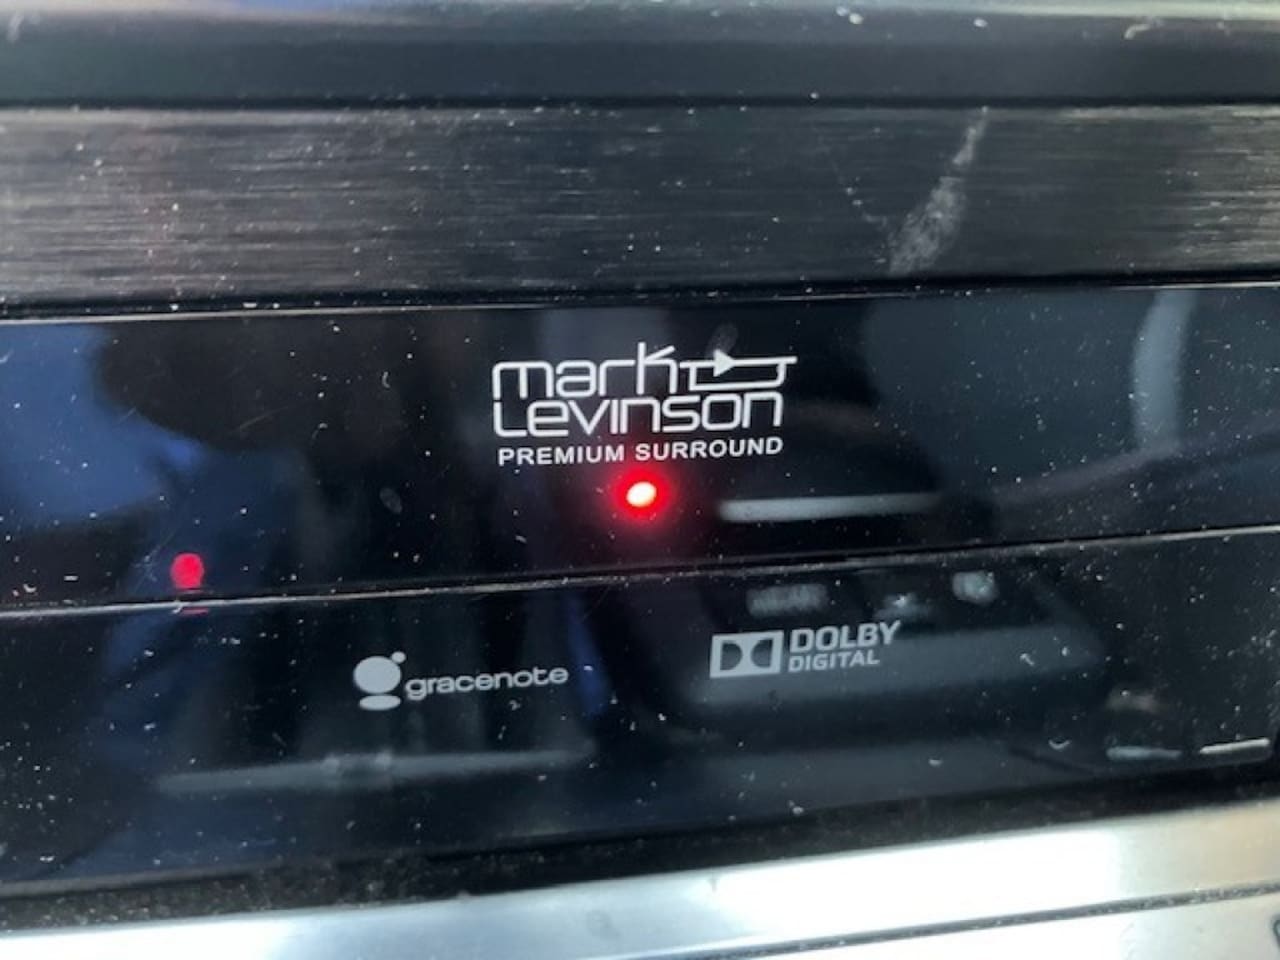 mark
Levinson
PREMIUM SURROUND
gracenote
DOLBY
DIGITAL